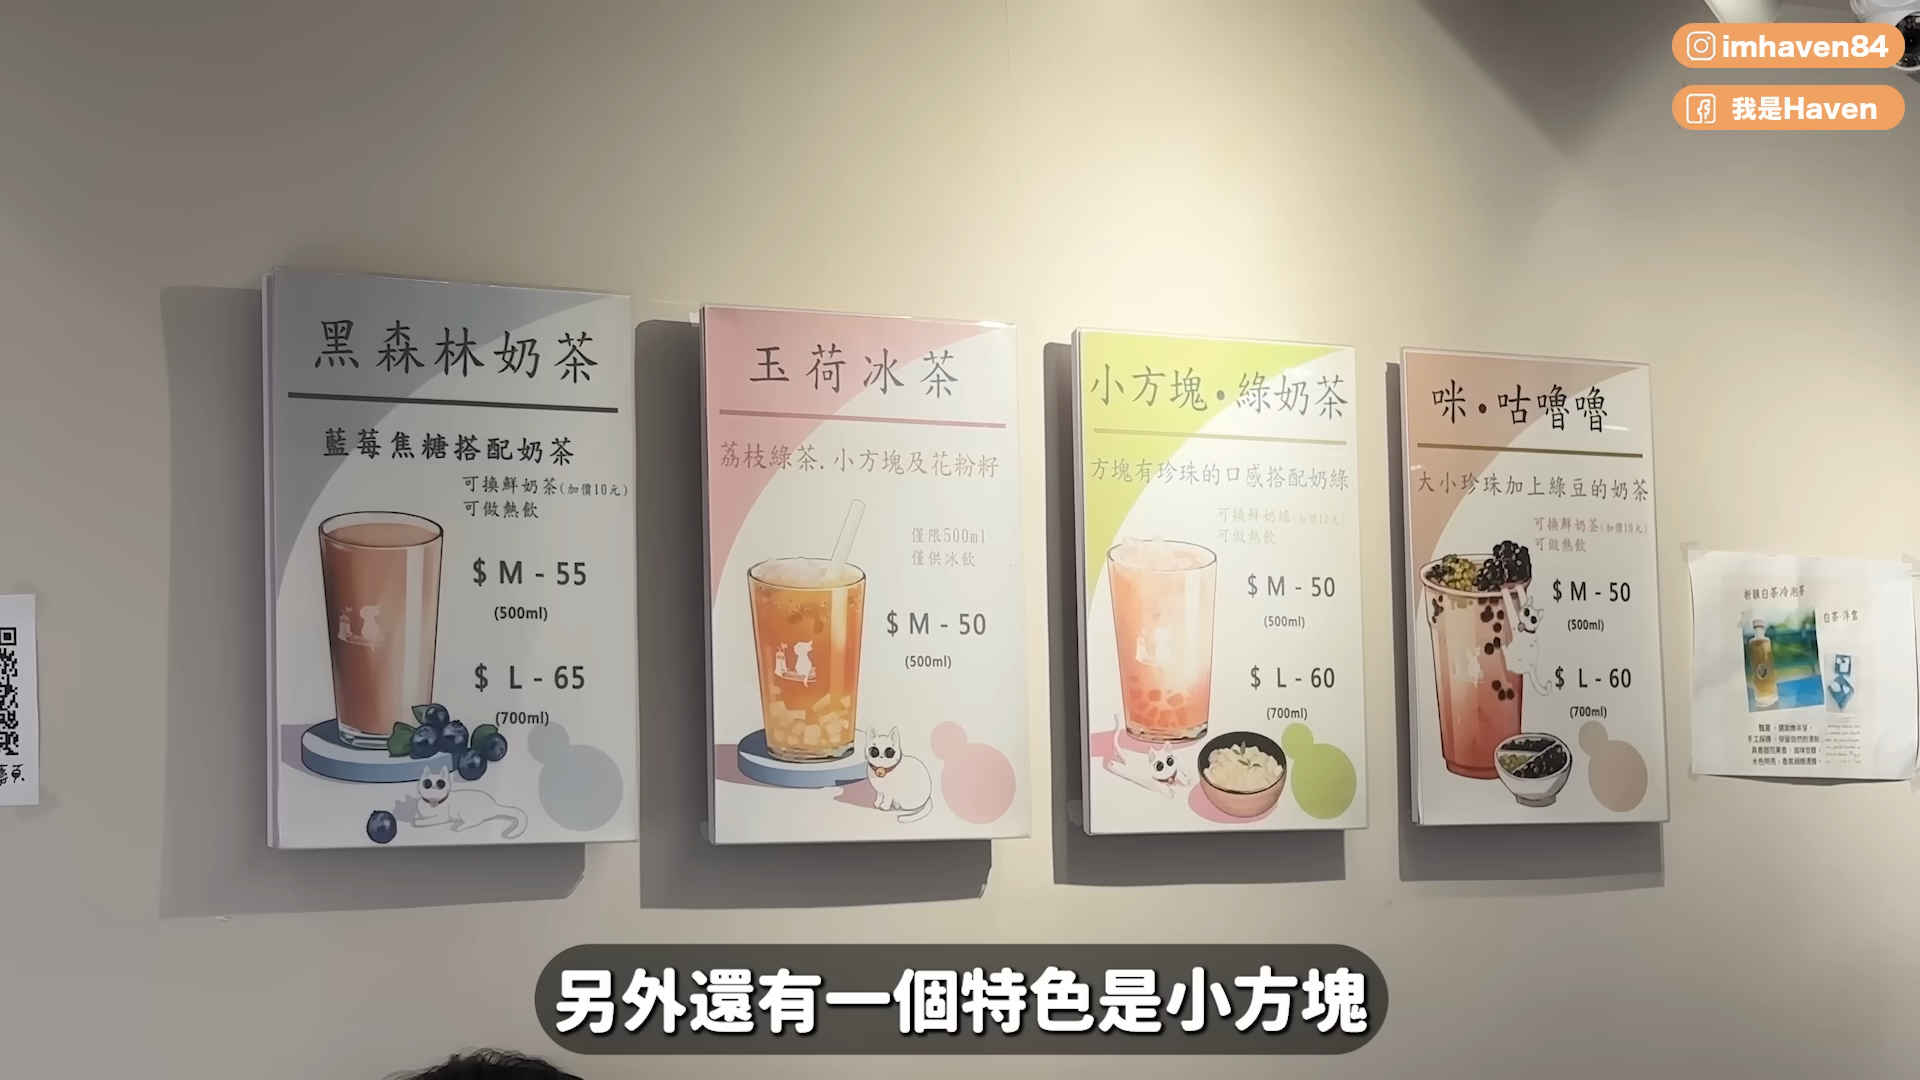 imhaven84
我是Haven
黑森林奶茶
藍莓焦糖搭配奶茶
可換鮮奶茶(加價10元)
可做熱飲
$ M - 55
(500ml)
$ L - 65
(700ml)
玉荷冰茶
荔枝綠茶.小方塊及花粉籽
僅限500ml
僅供冰飲
$ M - 50
(500ml)
小方塊•綠奶茶
方塊有珍珠的口感搭配奶綠
可換鮮奶綠(加價10元)
可做熱飲
$ M - 50
(500ml)
$ L - 60
(700ml)
咪•咕嚕嚕
大小珍珠加上綠豆的奶茶
可換鮮奶茶(加價10元)
可做熱飲
$ M - 50
(500ml)
$ L - 60
(700ml)
白茶冷泡茶
另外還有一個特色是小方塊